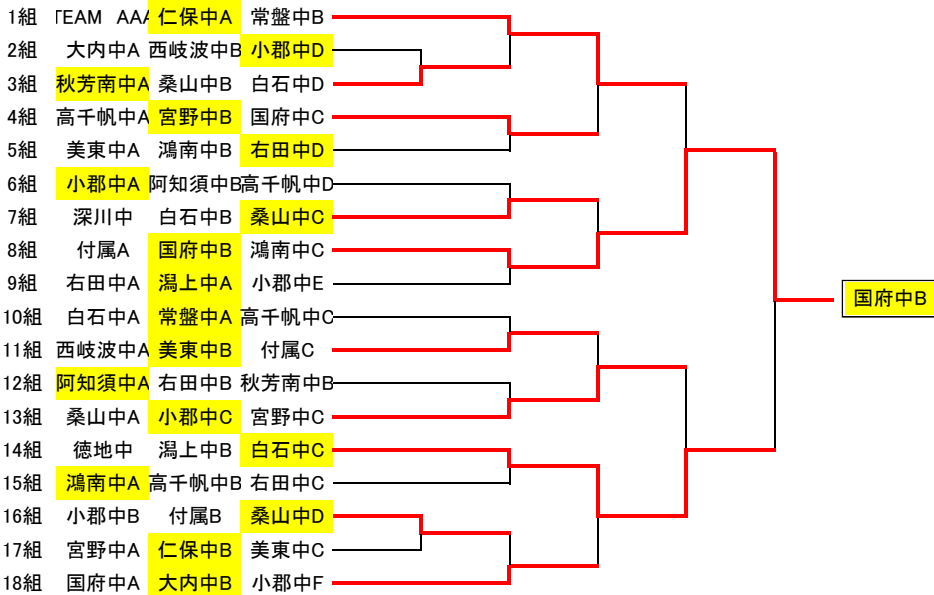 1組 TEAM AAA 仁保中A 常盤中B
2組 大内中A 西岐波中B 小郡中D
3組 秋芳南中A 桑山中B 白石中D
4組 高千帆中A 宮野中B 国府中C
5組 美東中A 鴻南中B 右田中D
6組 小郡中A 阿知須中B 高千帆中D
7組 深川中 白石中B 桑山中C
8組 付属A 国府中B 鴻南中C
9組 右田中A 潟上中A 小郡中E
国府中B
10組 白石中A 常盤中A 高千帆中C
11組 西岐波中A 美東中B 付属C
12組 阿知須中A 右田中B 秋芳南中B
13組 桑山中A 小郡中C 宮野中C
14組 徳地中 潟上中B 白石中C
15組 鴻南中A 高千帆中B 右田中C
16組 小郡中B 付属B 桑山中D
17組 宮野中A 仁保中B 美東中C
18組 国府中A 大内中B 小郡中F